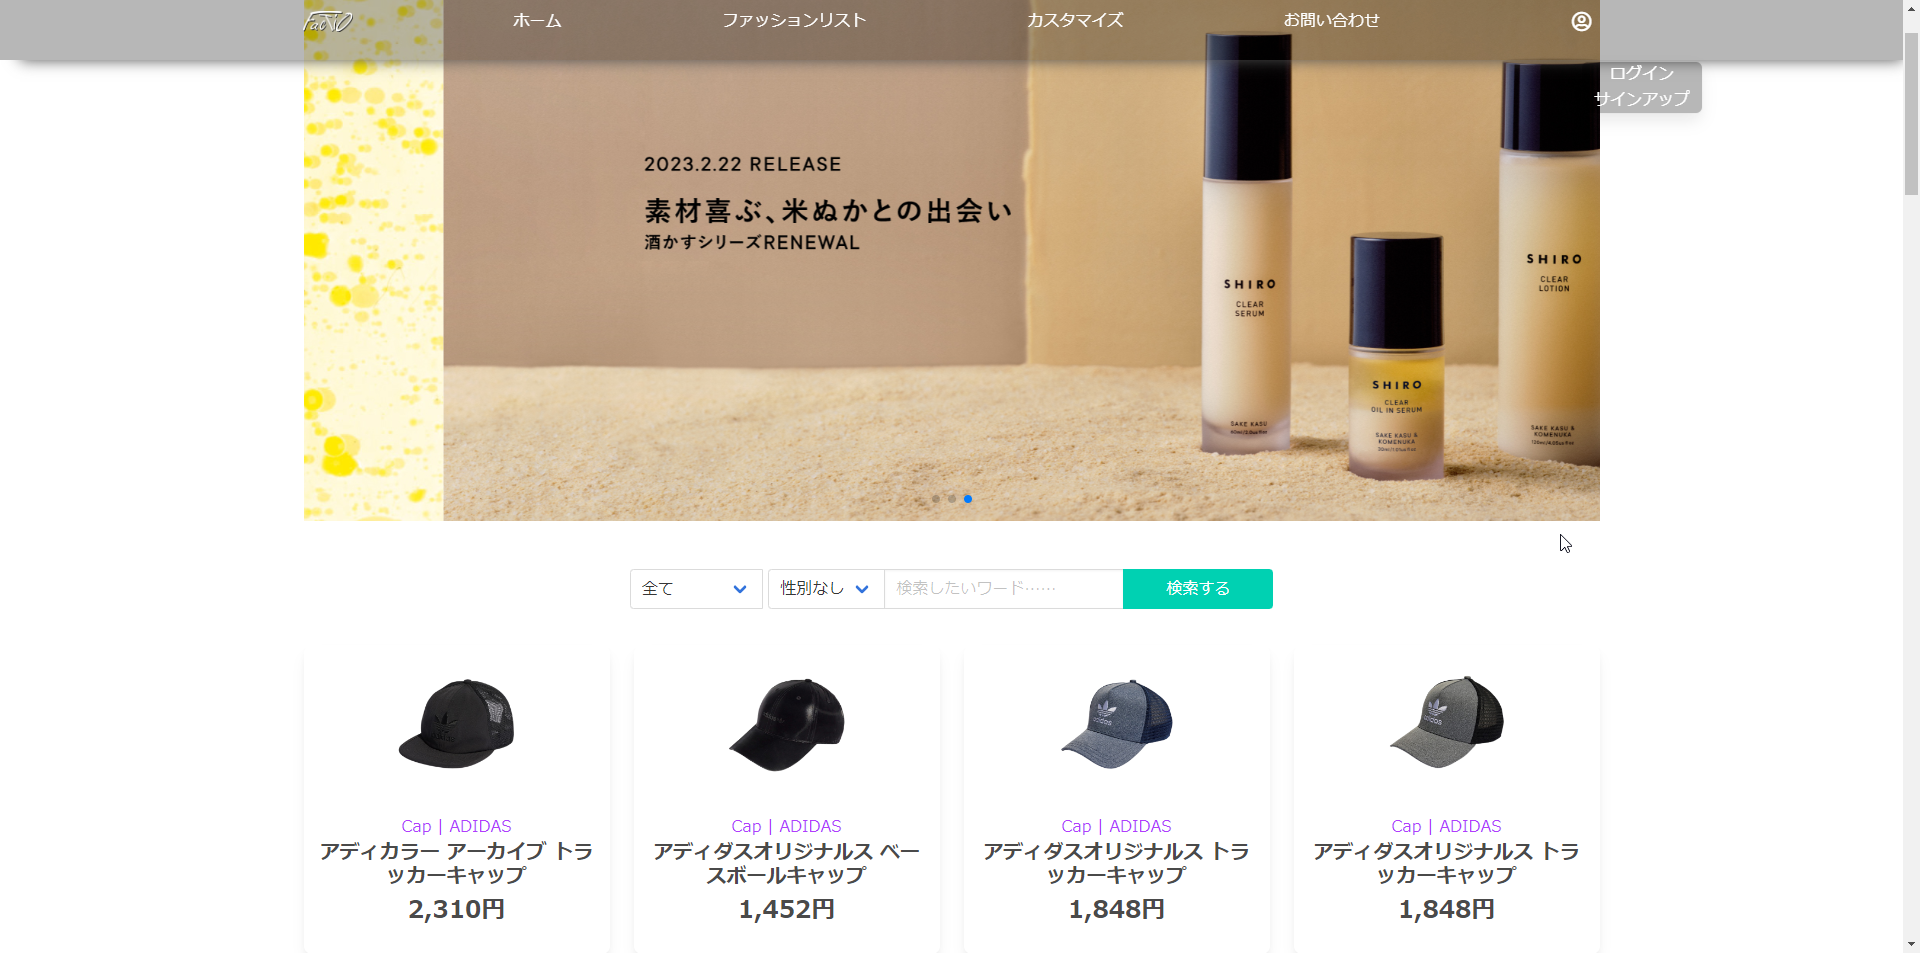 FatiO
ホーム
ファッションリスト
カスタマイズ
お問い合わせ
ログイン
サインアップ
2023.2.22 RELEASE
素材喜ぶ、米ぬかとの出会い
酒かすシリーズRENEWAL
SHIRO
CLEAR
SERUM
SAKE KASU
SHIRO
CLEAR
OIL IN SERUM
SAKE KASU &
KOMENUKA
SHIRO
CLEAR
LOTION
SAKE KASU &
KOMENUKA
全て
性別なし
検索したいワード……
検索する
adidas
adidas
Cap | ADIDAS
アディカラー アーカイブ トラ
ッカーキャップ
2,310円
Cap | ADIDAS
アディダスオリジナルス ベー
スボールキャップ
1,452円
Cap | ADIDAS
アディダスオリジナルス トラ
ッカーキャップ
1,848円
Cap | ADIDAS
アディダスオリジナルス トラ
ッカーキャップ
1,848円